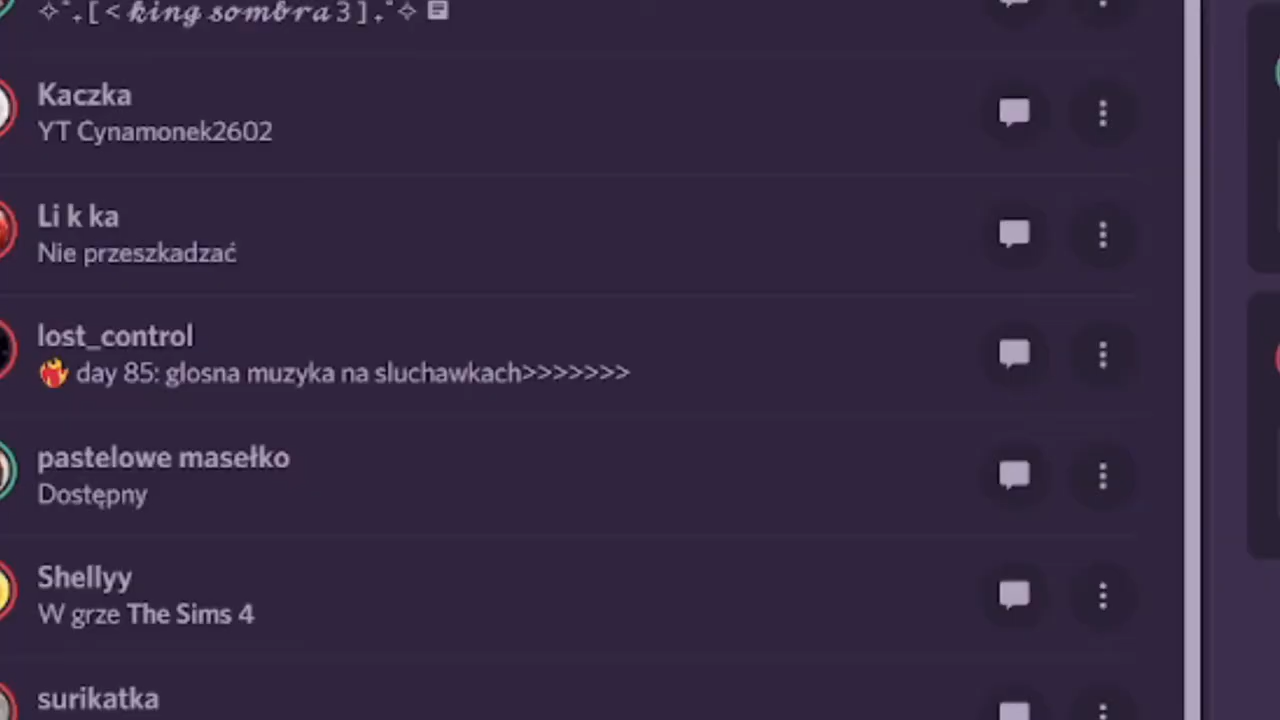 ✧˚₊[<𝓴𝓲𝓷𝓰 𝓼𝓸𝓶𝓫𝓻𝓪3]₊˚✧
Kaczka
YT Cynamonek2602
Li k ka
Nie przeszkadzać
lost_control
❤️‍🔥 day 85: glosna muzyka na sluchawkach>>>>>>>
pastelowe masełko
Dostępny
Shellyy
W grze The Sims 4
surikatka